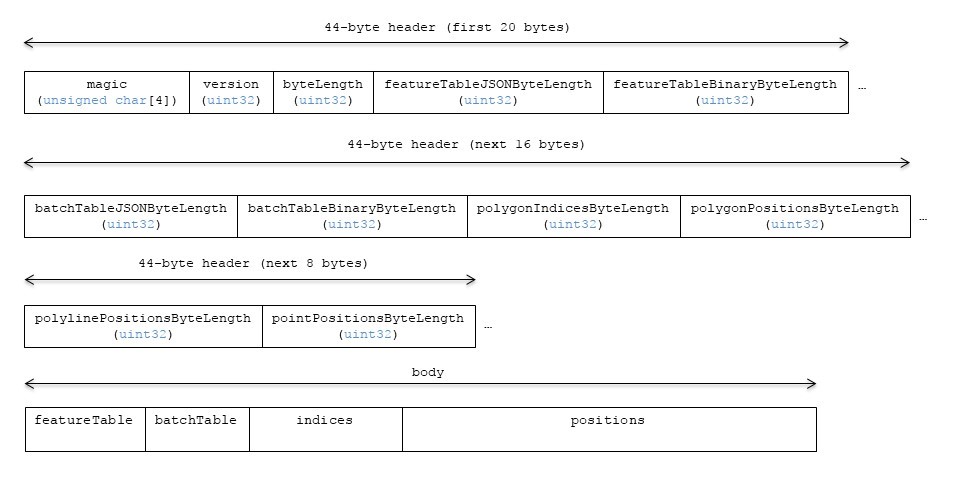 44-byte header (first 20 bytes)
magic version byteLength featureTableJSONByteLength featureTableBinaryByteLength
(unsigned char[4]) (uint32) (uint32) (uint32) (uint32) …
44-byte header (next 16 bytes)
batchTableJSONByteLength batchTableBinaryByteLength polygonIndicesByteLength polygonPositionsByteLength
(uint32) (uint32) (uint32) (uint32) …
44-byte header (next 8 bytes)
polylinePositionsByteLength pointPositionsByteLength
(uint32) (uint32) …
body
featureTable batchTable indices positions